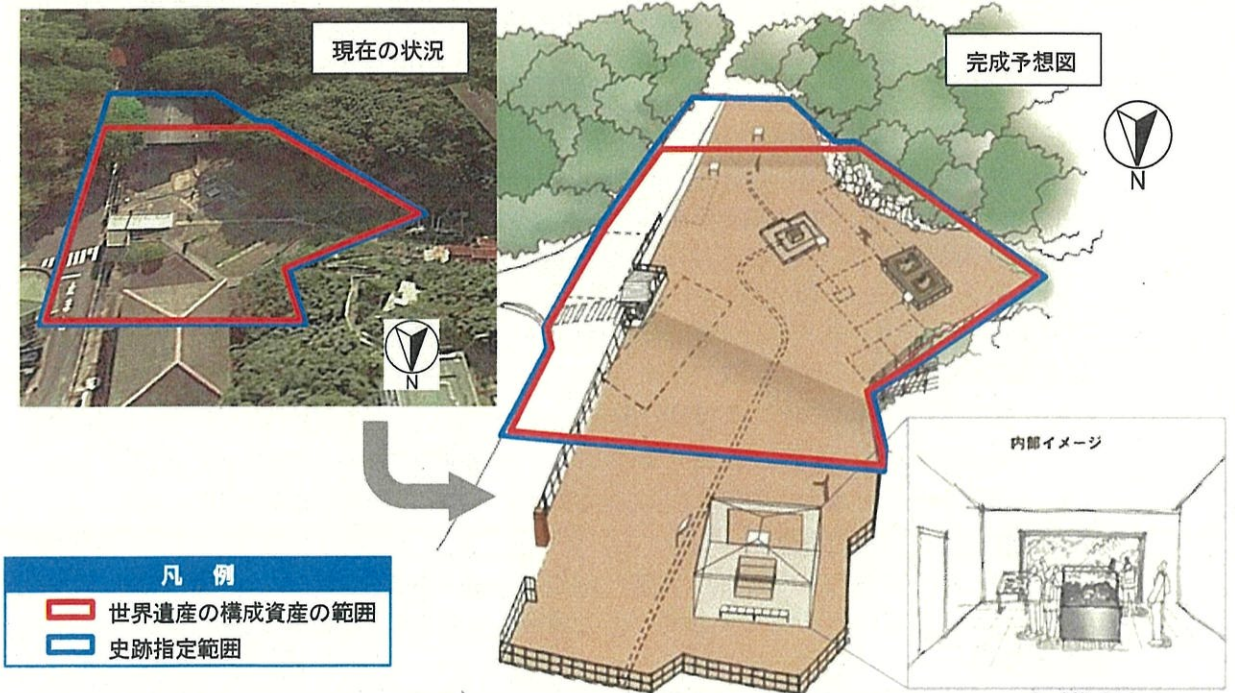 現在の状況
完成予想図
N
N
内部イメージ
凡 例
世界遺産の構成資産の範囲
史跡指定範囲